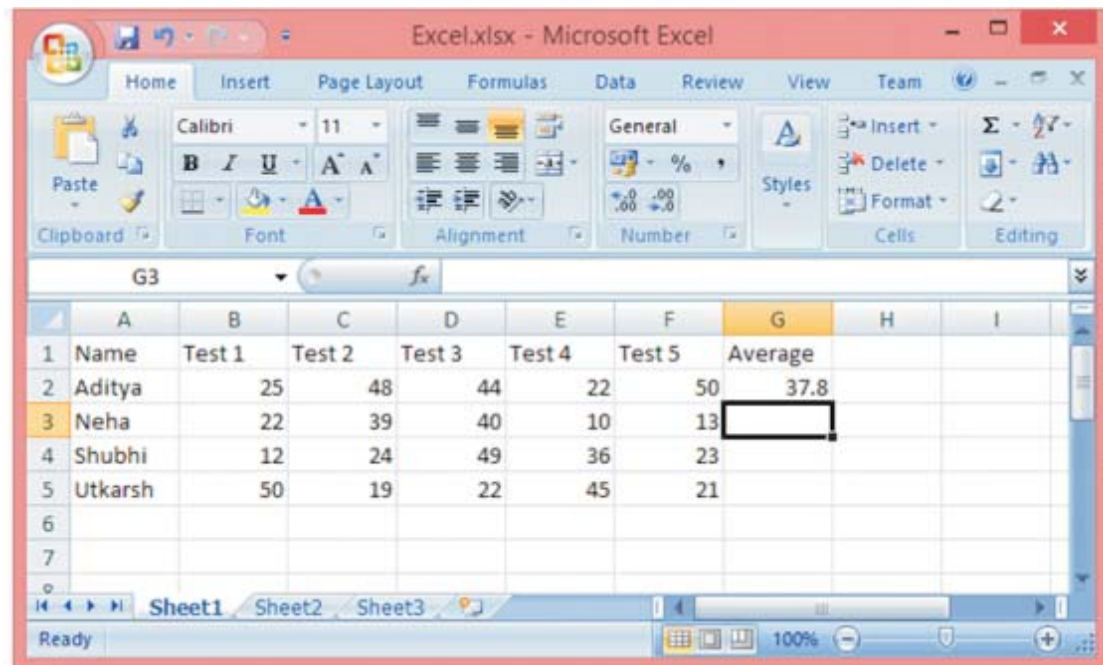 Excel.xlsx - Microsoft Excel
Home Insert Page Layout Formulas Data Review View Team
Paste
Clipboard
Calibri 11
B I U A A
A
Font
Alignment
General
% ,
.00 .00
Number
A
Styles
Insert
Delete
Format
Cells
Σ
Editing
G3 fx
A B C D E F G H I
1 Name Test 1 Test 2 Test 3 Test 4 Test 5 Average
2 Aditya 25 48 44 22 50 37.8
3 Neha 22 39 40 10 13
4 Shubhi 12 24 49 36 23
5 Utkarsh 50 19 22 45 21
6
7
Sheet1 Sheet2 Sheet3
Ready 100%